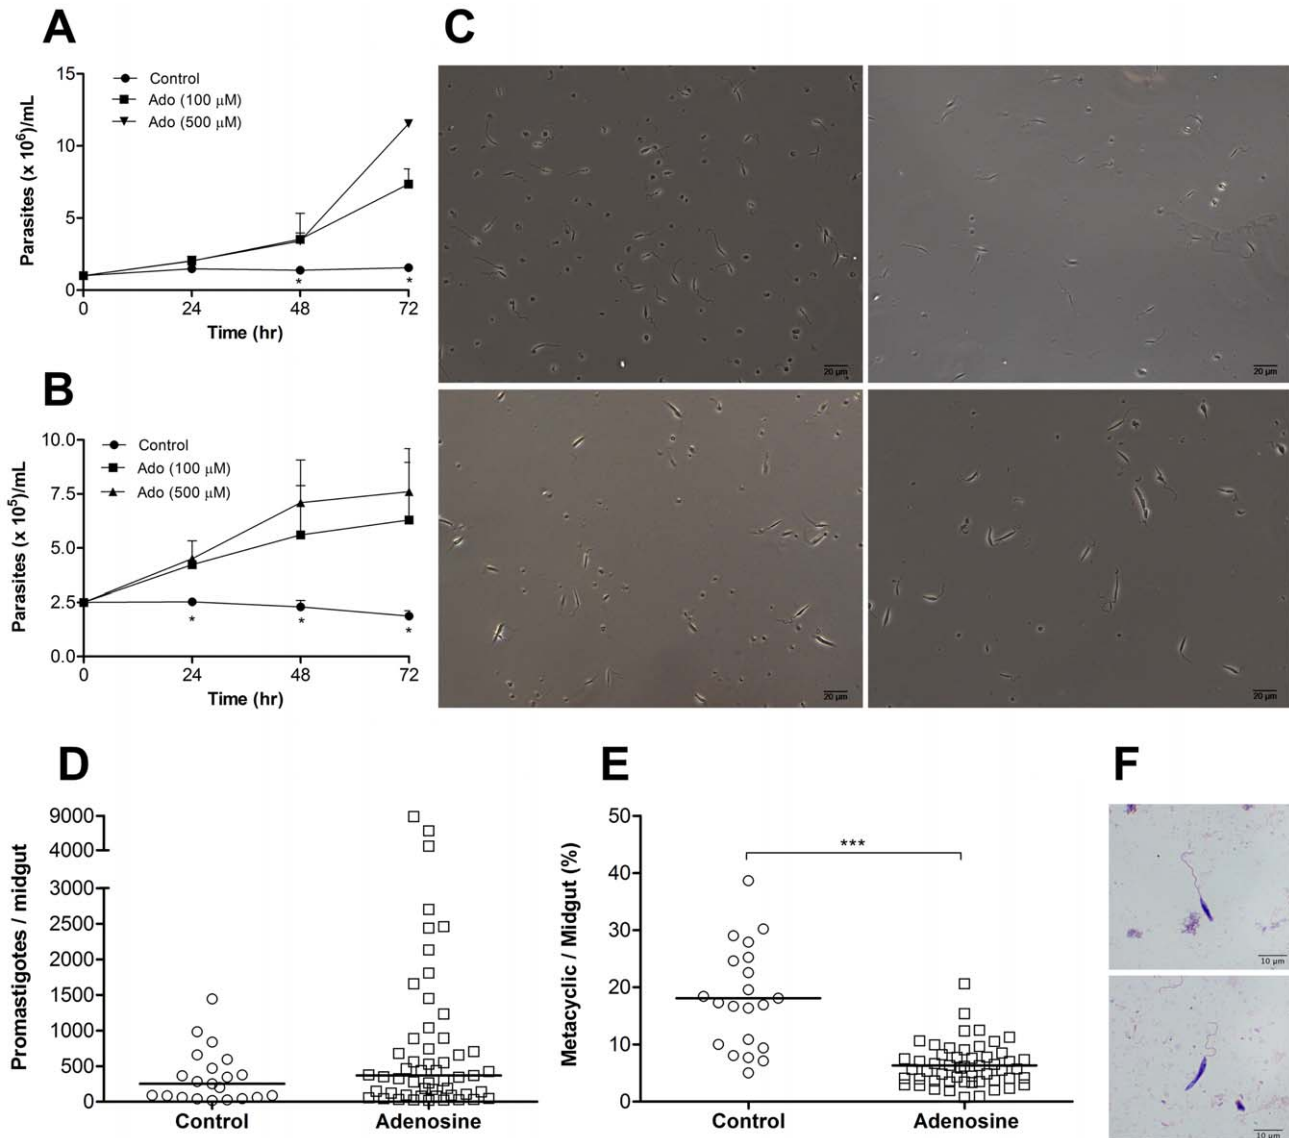 A
15
10
5
0
Parasites (x 10⁶)/mL
Control
Ado (100 µM)
Ado (500 µM)
*
*
0
24
48
72
Time (hr)
B
10.0
7.5
5.0
2.5
0.0
Parasites (x 10⁵)/mL
Control
Ado (100 µM)
Ado (500 µM)
*
*
*
0
24
48
72
Time (hr)
C
20 µm
20 µm
20 µm
20 µm
D
9000
4000
3000
2500
2000
1500
1000
500
0
Promastigotes / midgut
Control
Adenosine
E
50
40
30
20
10
0
Metacyclic / Midgut (%)
***
Control
Adenosine
F
10 µm
10 µm